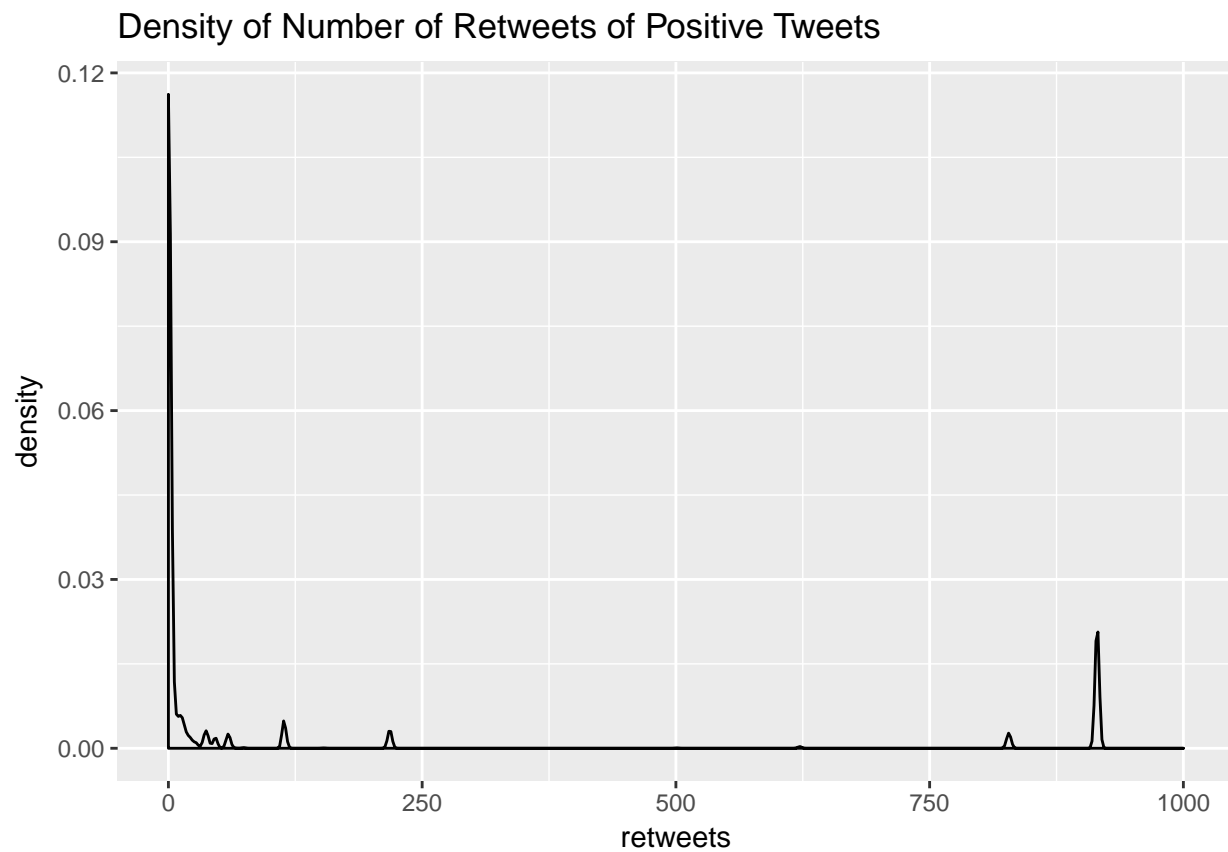 Density of Number of Retweets of Positive Tweets
0.12
0.09
0.06
0.03
0.00
density
0 250 500 750 1000
retweets